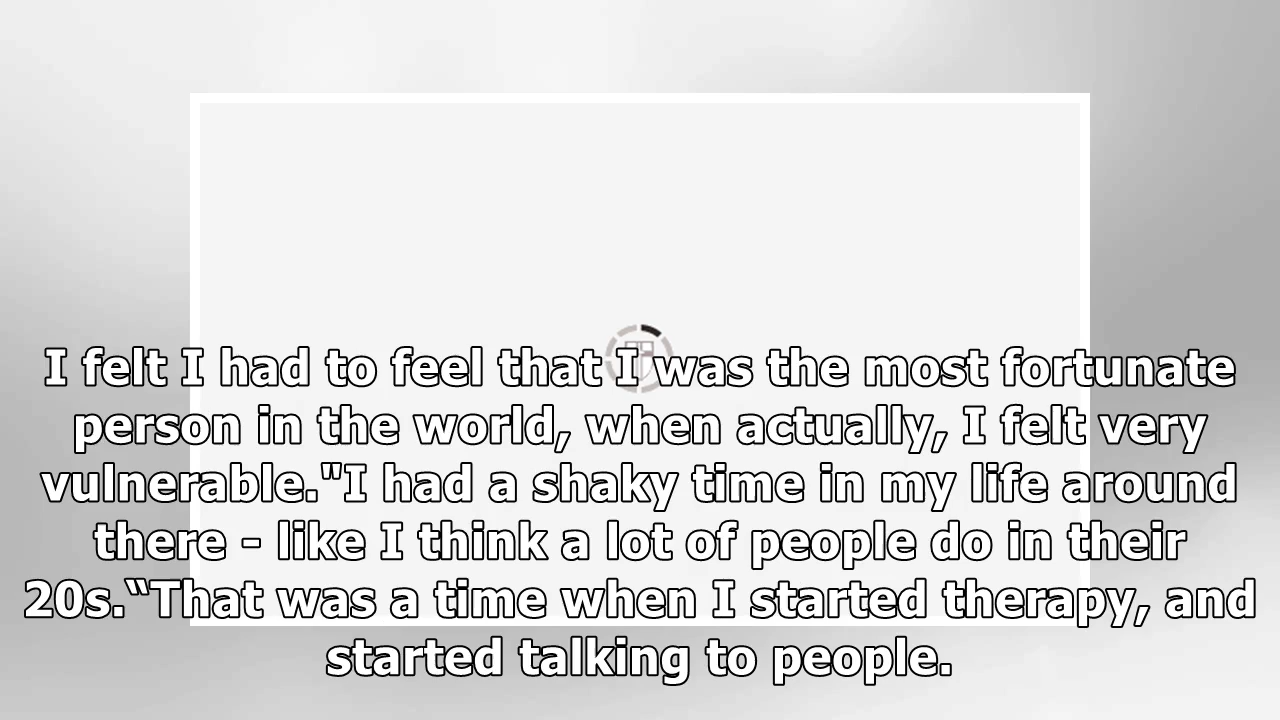 I felt I had to feel that I was the most fortunate
person in the world, when actually, I felt very
vulnerable."I had a shaky time in my life around
there - like I think a lot of people do in their
20s.“That was a time when I started therapy, and
started talking to people.